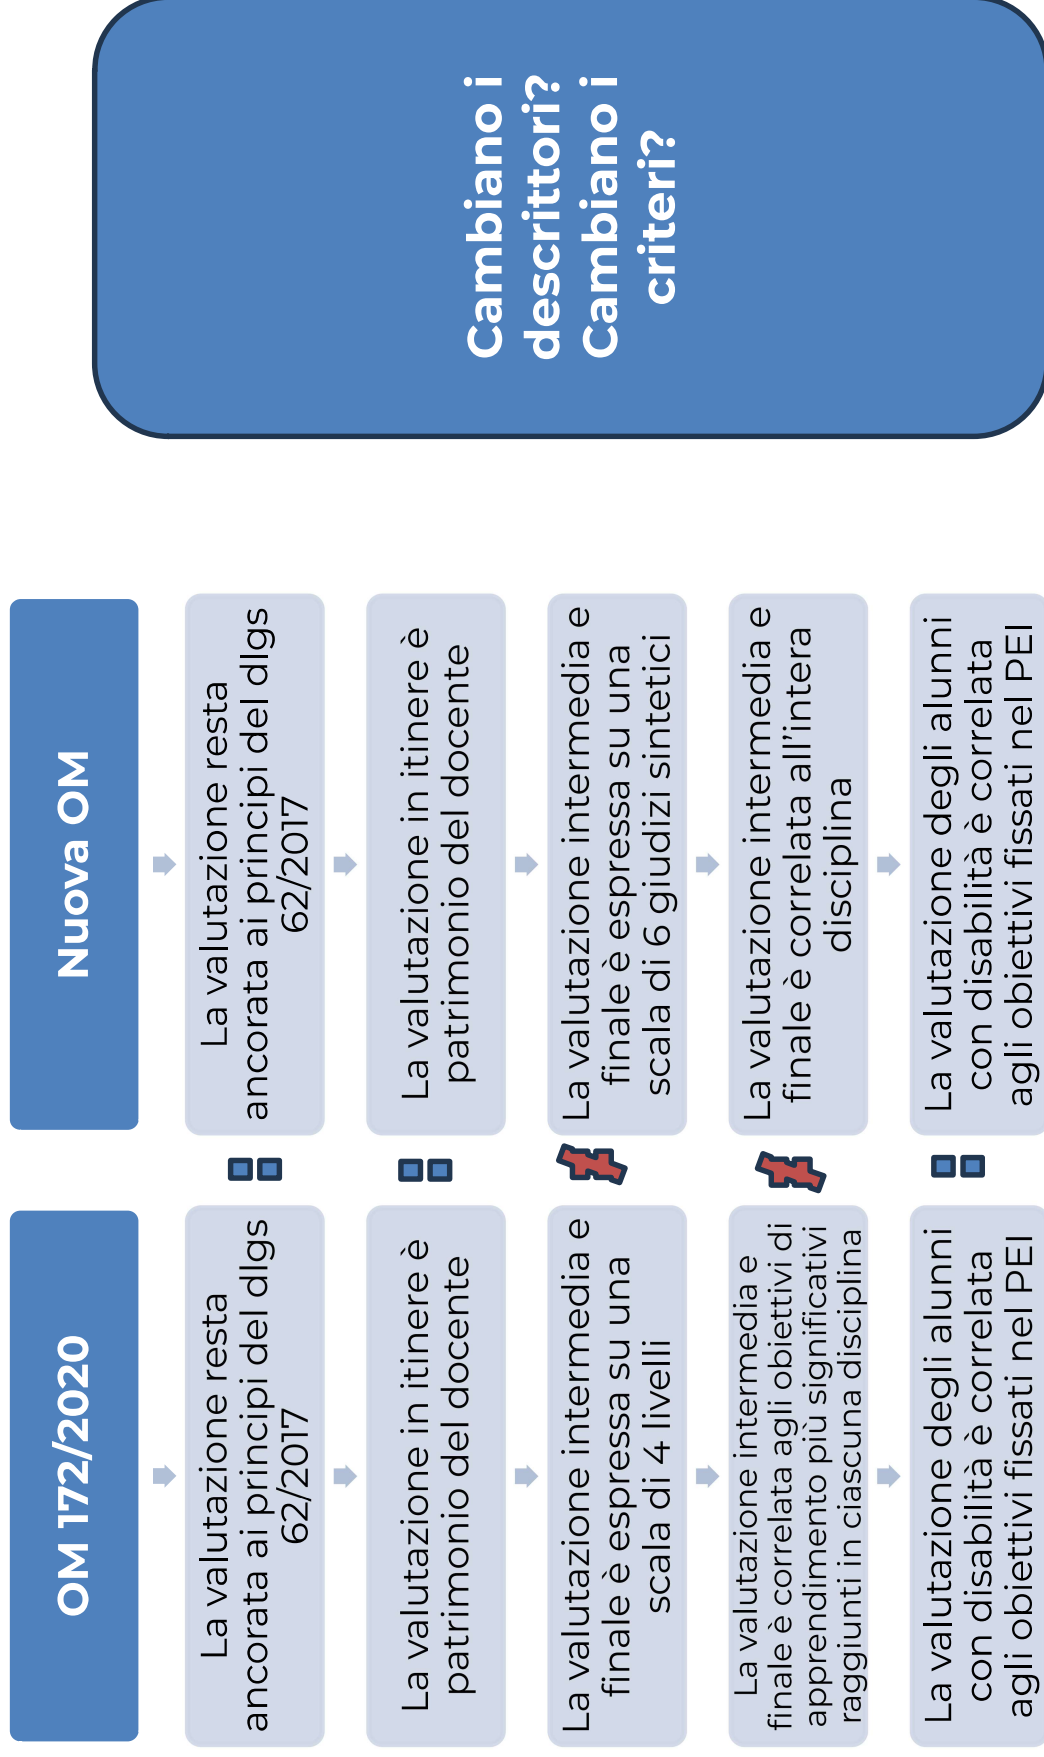 OM 172/2020
La valutazione resta
ancorata ai principi del dlgs
62/2017
La valutazione in itinere è
patrimonio del docente
La valutazione intermedia e
finale è espressa su una
scala di 4 livelli
La valutazione intermedia e
finale è correlata agli obiettivi di
apprendimento più significativi
raggiunti in ciascuna disciplina
La valutazione degli alunni
con disabilità è correlata
agli obiettivi fissati nel PEI
Nuova OM
La valutazione resta
ancorata ai principi del dlgs
62/2017
La valutazione in itinere è
patrimonio del docente
La valutazione intermedia e
finale è espressa su una
scala di 6 giudizi sintetici
La valutazione intermedia e
finale è correlata all’intera
disciplina
La valutazione degli alunni
con disabilità è correlata
agli obiettivi fissati nel PEI
Cambiano i
descrittori?
Cambiano i
criteri?